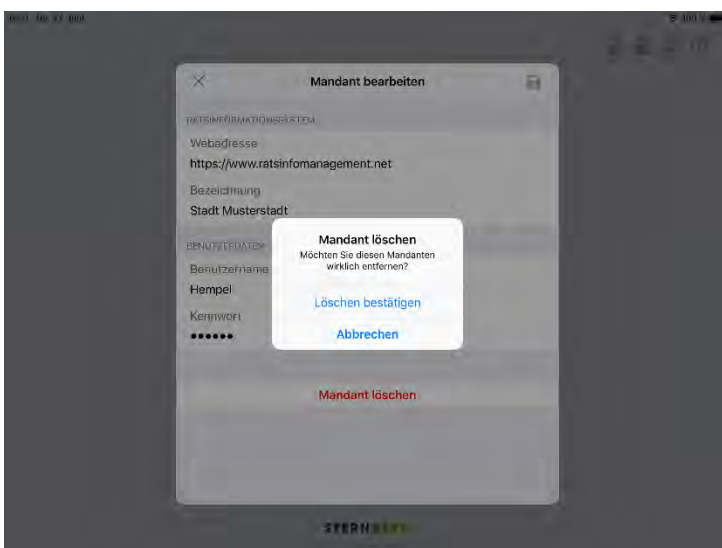 Mandant bearbeiten
RATSINFORMATIONSSYSTEM
Webadresse
https://www.ratsinfomanagement.net
Bezeichnung
Stadt Musterstadt
BENUTZERDATEN
Benutzername
Hempel
Kennwort
••••••
Mandant löschen
Möchten Sie diesen Mandanten
wirklich entfernen?
Löschen bestätigen
Abbrechen
Mandant löschen